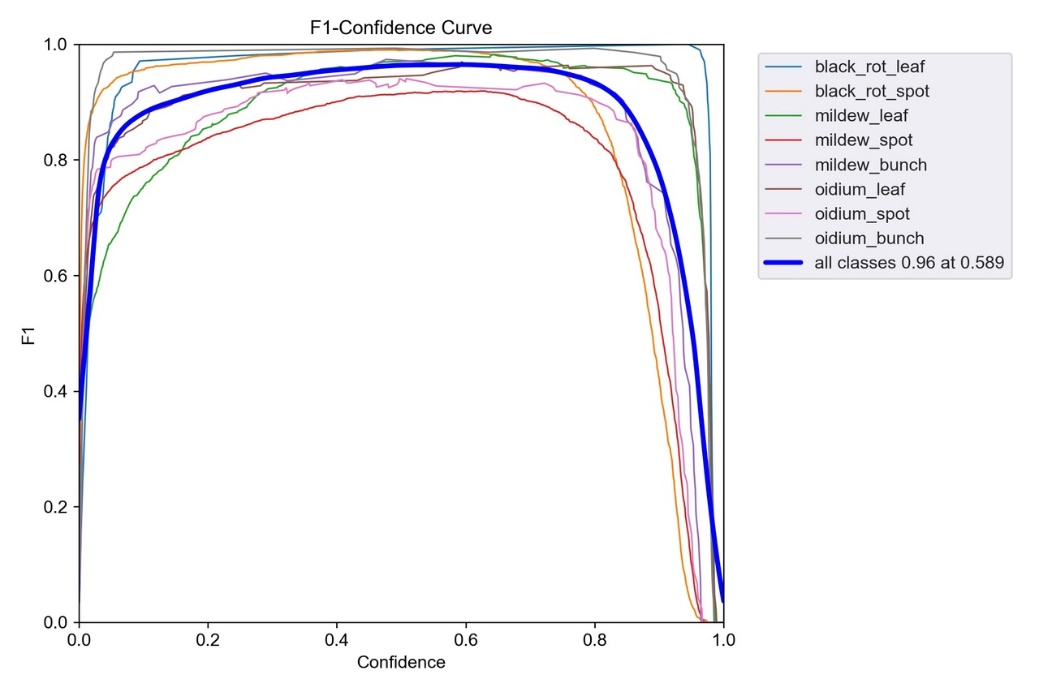 F1-Confidence Curve
1.0
0.8
0.6
0.4
0.2
0.0
F1
0.0 0.2 0.4 0.6 0.8 1.0
Confidence
black_rot_leaf
black_rot_spot
mildew_leaf
mildew_spot
mildew_bunch
oidium_leaf
oidium_spot
oidium_bunch
all classes 0.96 at 0.589